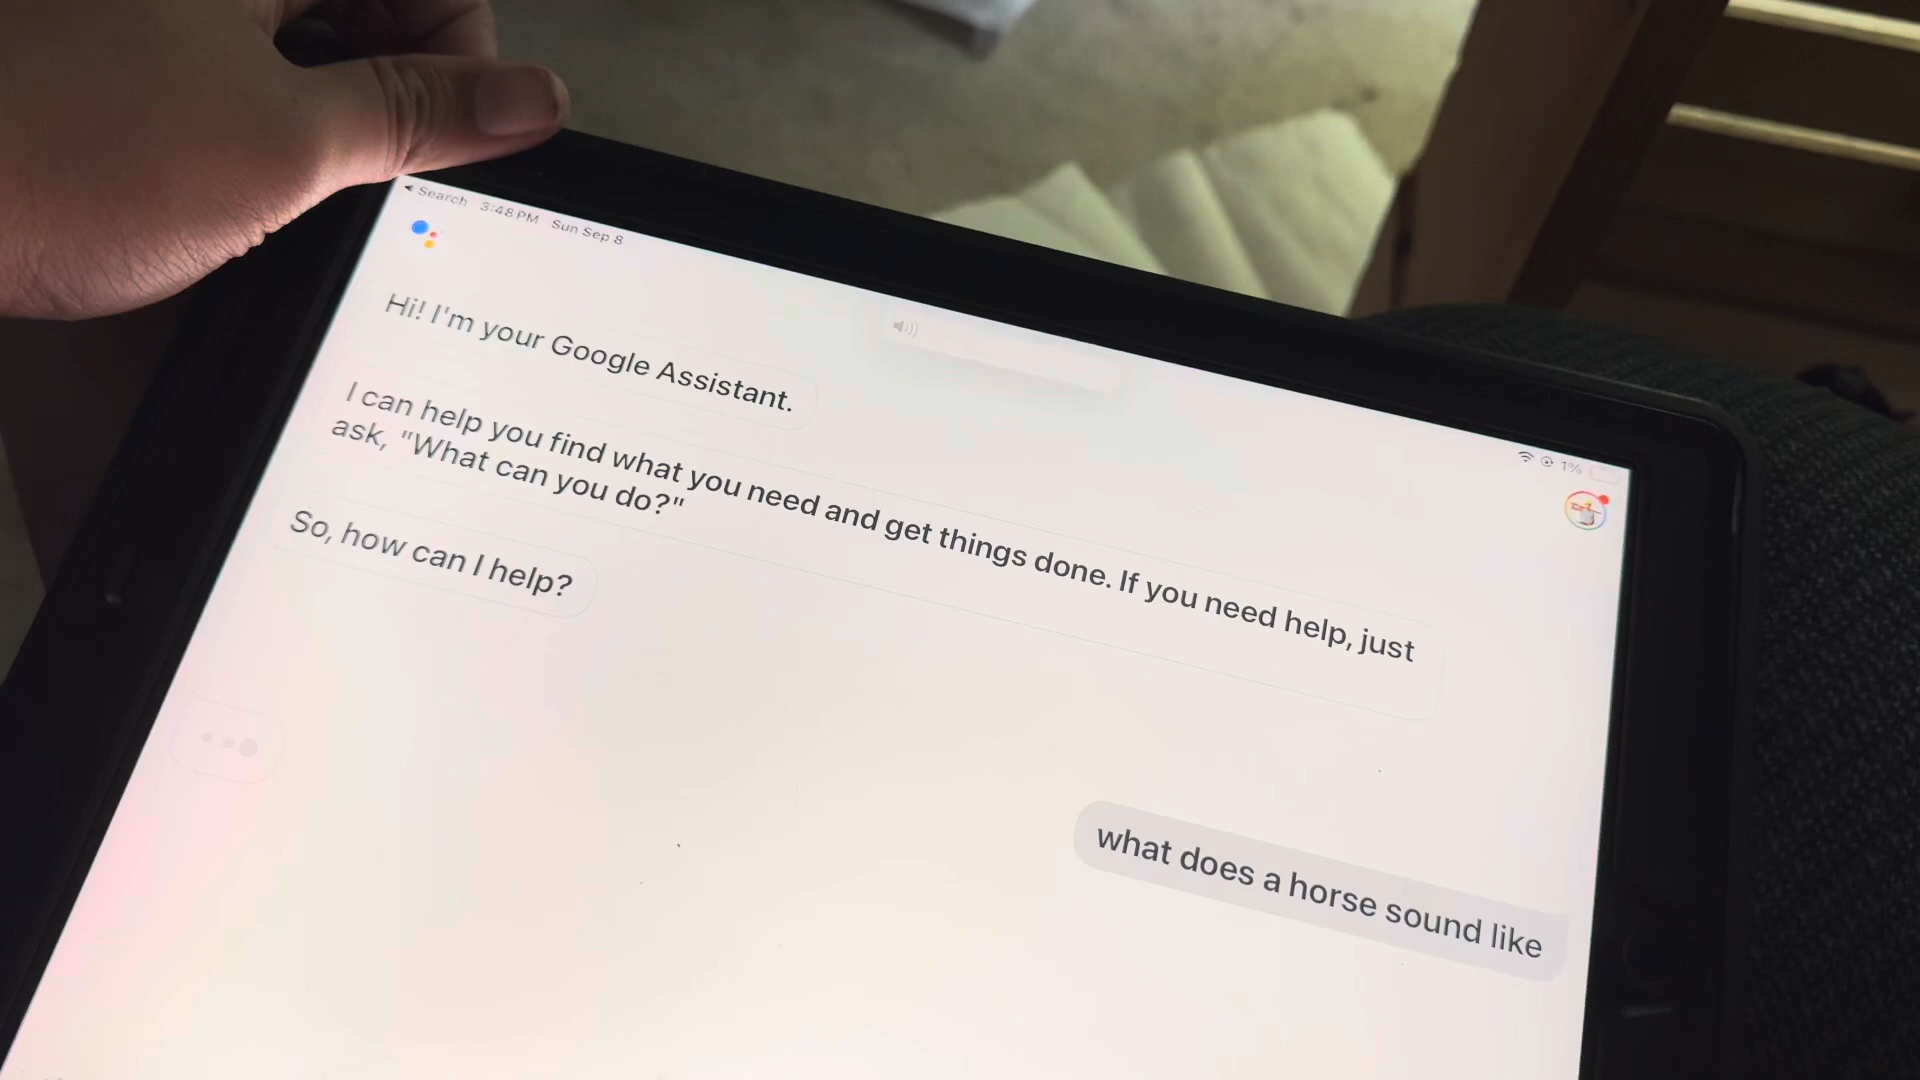 Search 3:48 PM Sun Sep 8
1%
Hi! I'm your Google Assistant.
I can help you find what you need and get things done. If you need help, just
ask, "What can you do?"
So, how can I help?
what does a horse sound like